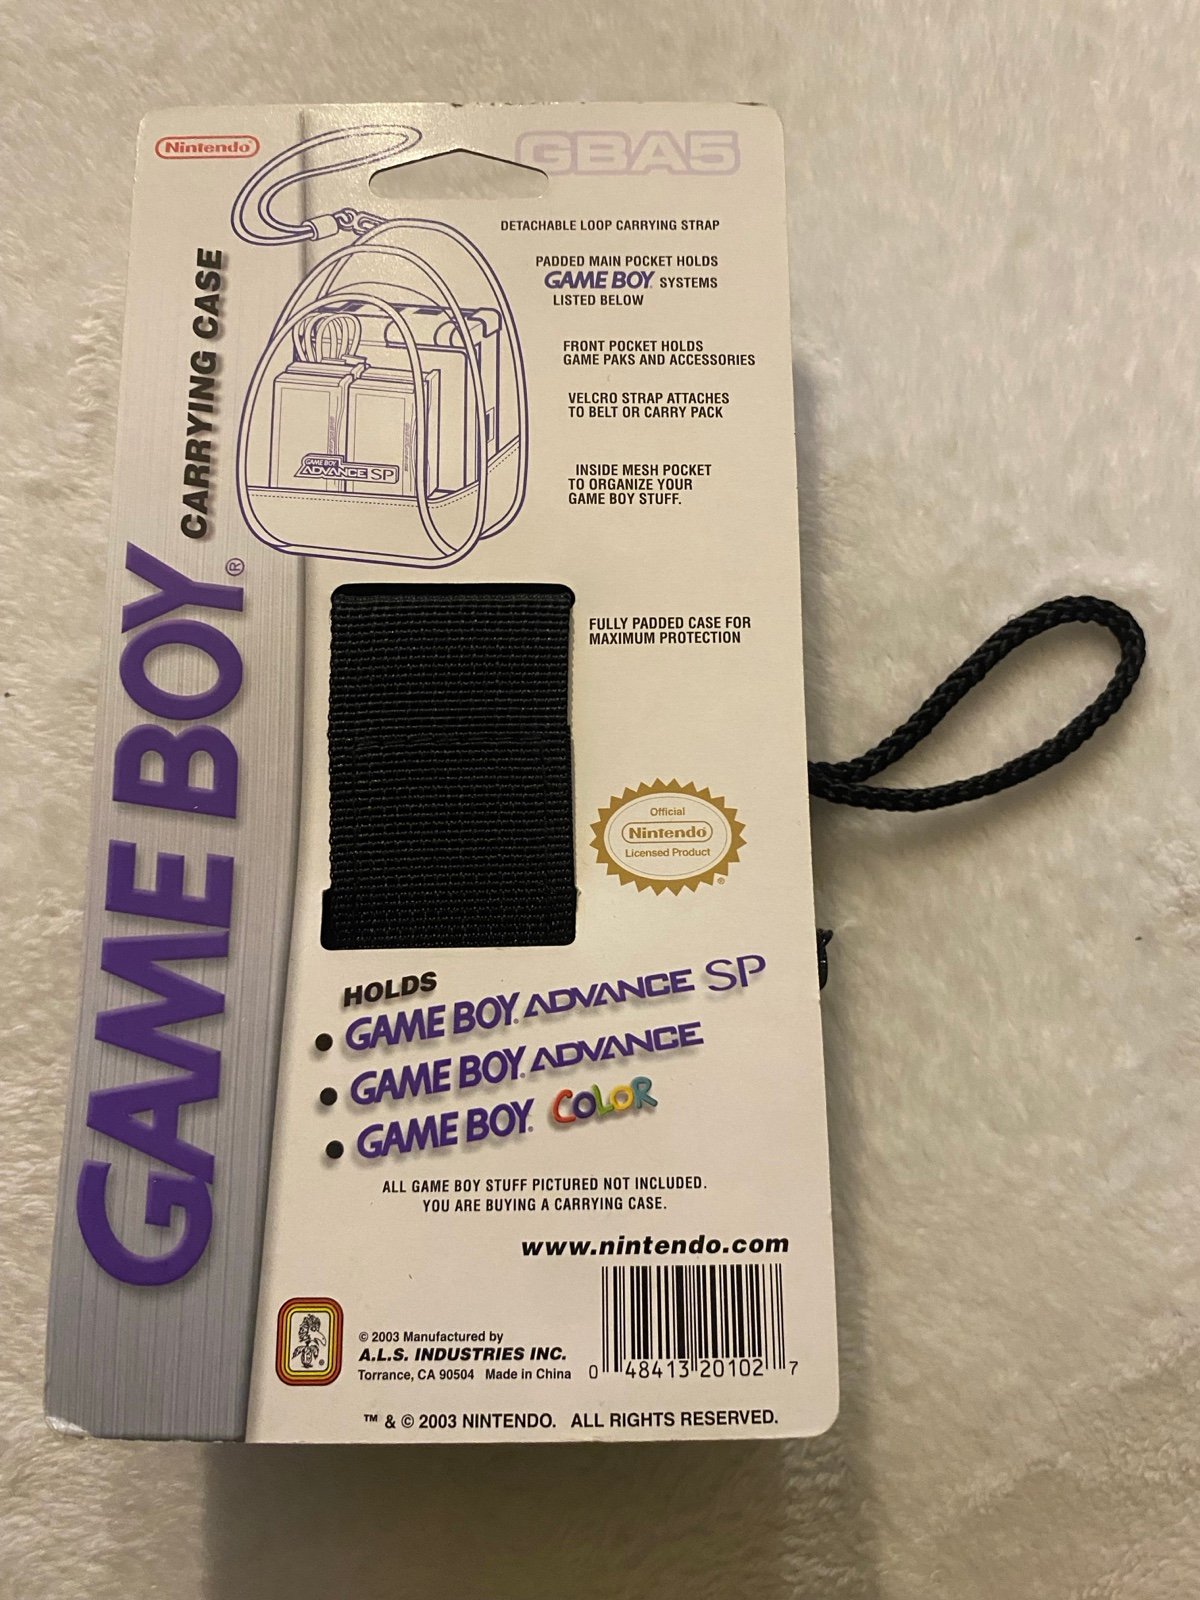 Nintendo®
GBA5
GAME BOY®
CARRYING CASE
DETACHABLE LOOP CARRYING STRAP
PADDED MAIN POCKET HOLDS
GAME BOY® SYSTEMS
LISTED BELOW
FRONT POCKET HOLDS
GAME PAKS AND ACCESSORIES
VELCRO STRAP ATTACHES
TO BELT OR CARRY PACK
INSIDE MESH POCKET
TO ORGANIZE YOUR
GAME BOY STUFF.
GAME BOY
ADVANCE SP
FULLY PADDED CASE FOR
MAXIMUM PROTECTION
Official
Nintendo®
Licensed Product
®
HOLDS
• GAME BOY® ADVANCE SP
• GAME BOY® ADVANCE
• GAME BOY® COLOR
ALL GAME BOY STUFF PICTURED NOT INCLUDED.
YOU ARE BUYING A CARRYING CASE.
www.nintendo.com
© 2003 Manufactured by
A.L.S. INDUSTRIES INC.
Torrance, CA 90504 Made in China
0 48413 20102 7
™ & © 2003 NINTENDO. ALL RIGHTS RESERVED.